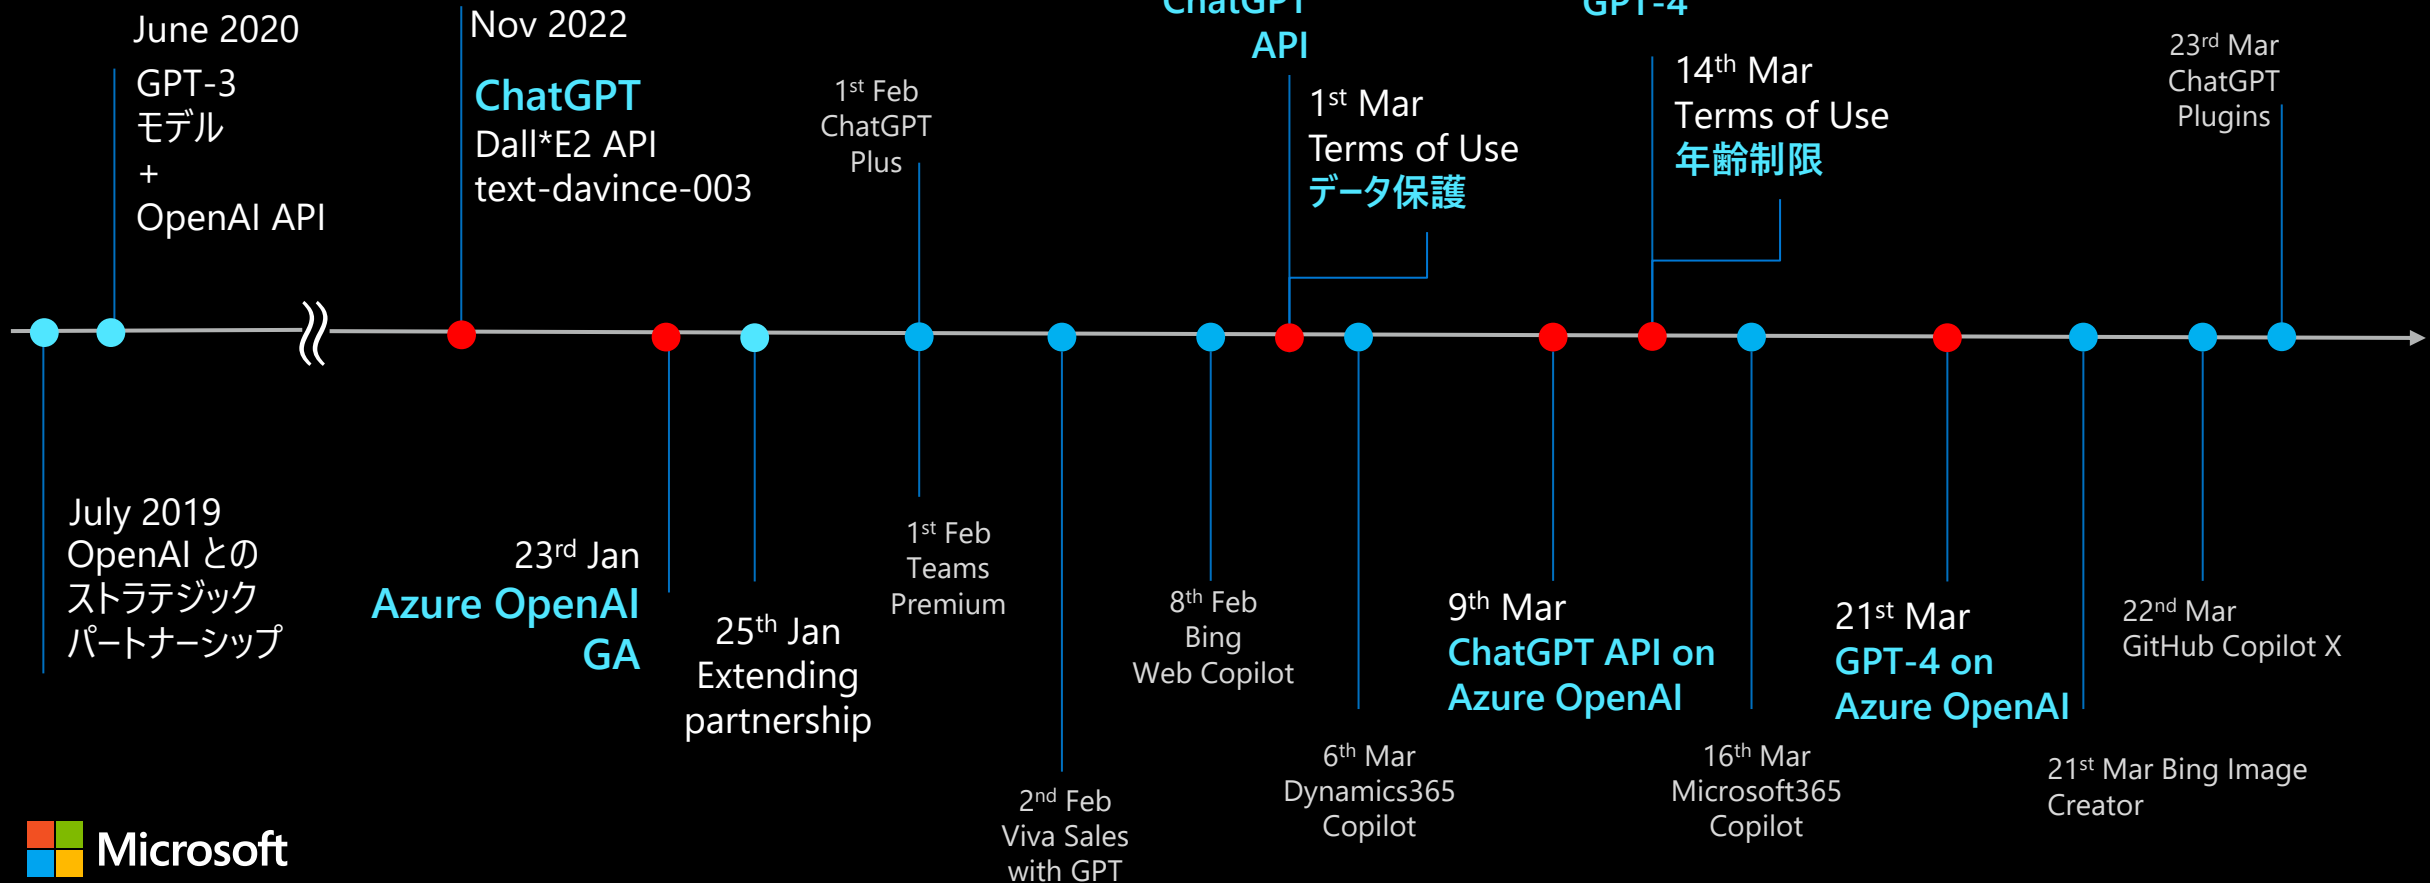 June 2020
GPT-3
モデル
+
OpenAI API
Nov 2022
ChatGPT
Dall*E2 API
text-davince-003
1st Feb
ChatGPT
Plus
ChatGPT
API
1st Mar
Terms of Use
データ保護
GPT-4
14th Mar
Terms of Use
年齢制限
23rd Mar
ChatGPT
Plugins
July 2019
OpenAI との
ストラテジック
パートナーシップ
23rd Jan
Azure OpenAI
GA
25th Jan
Extending
partnership
1st Feb
Teams
Premium
2nd Feb
Viva Sales
with GPT
8th Feb
Bing
Web Copilot
6th Mar
Dynamics365
Copilot
9th Mar
ChatGPT API on
Azure OpenAI
16th Mar
Microsoft365
Copilot
21st Mar
GPT-4 on
Azure OpenAI
21st Mar Bing Image
Creator
22nd Mar
GitHub Copilot X
Microsoft